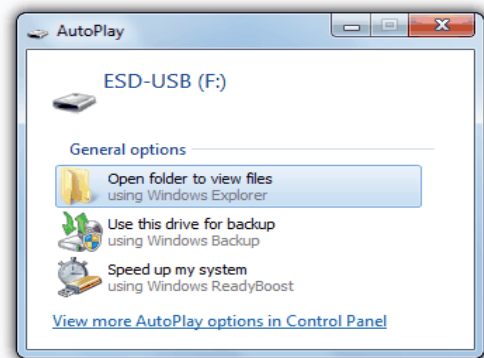 AutoPlay
ESD-USB (F:)
General options
Open folder to view files
using Windows Explorer
Use this drive for backup
using Windows Backup
Speed up my system
using Windows ReadyBoost
View more AutoPlay options in Control Panel